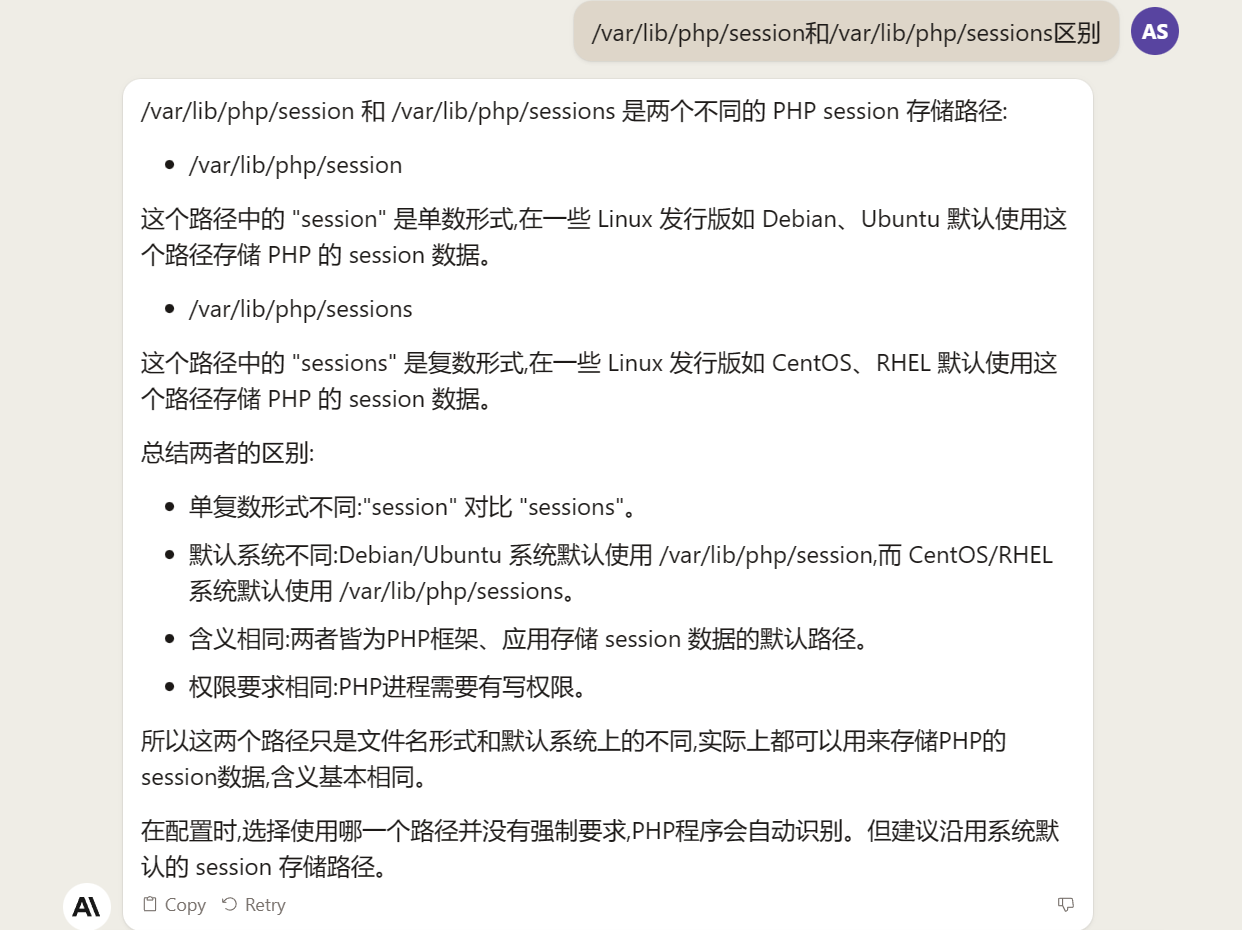 /var/lib/php/session和/var/lib/php/sessions区别
AS
/var/lib/php/session 和 /var/lib/php/sessions 是两个不同的 PHP session 存储路径:
• /var/lib/php/session
这个路径中的 "session" 是单数形式,在一些 Linux 发行版如 Debian、Ubuntu 默认使用这
个路径存储 PHP 的 session 数据。
• /var/lib/php/sessions
这个路径中的 "sessions" 是复数形式,在一些 Linux 发行版如 CentOS、RHEL 默认使用这
个路径存储 PHP 的 session 数据。
总结两者的区别:
• 单复数形式不同:"session" 对比 "sessions"。
• 默认系统不同:Debian/Ubuntu 系统默认使用 /var/lib/php/session,而 CentOS/RHEL
系统默认使用 /var/lib/php/sessions。
• 含义相同:两者皆为PHP框架、应用存储 session 数据的默认路径。
• 权限要求相同:PHP进程需要有写权限。
所以这两个路径只是文件名形式和默认系统上的不同,实际上都可以用来存储PHP的
session数据,含义基本相同。
在配置时,选择使用哪一个路径并没有强制要求,PHP程序会自动识别。但建议沿用系统默
认的 session 存储路径。
A\
Copy Retry